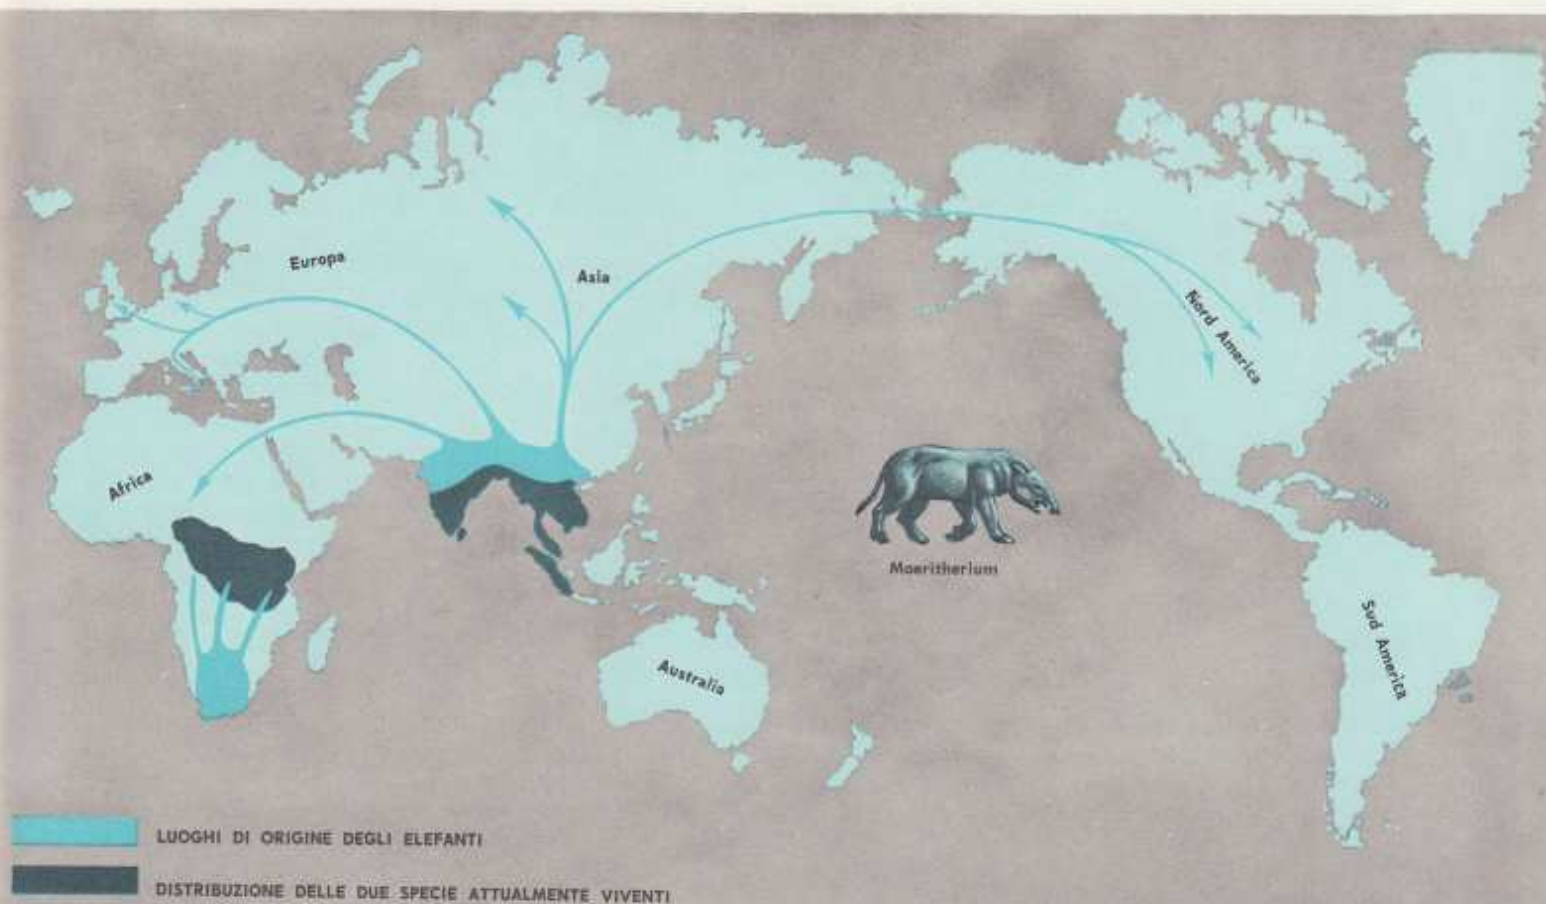 Europa
Asia
Nord America
Africa
Moeritherium
Sud America
Australia
LUOGHI DI ORIGINE DEGLI ELEFANTI
DISTRIBUZIONE DELLE DUE SPECIE ATTUALMENTE VIVENTI